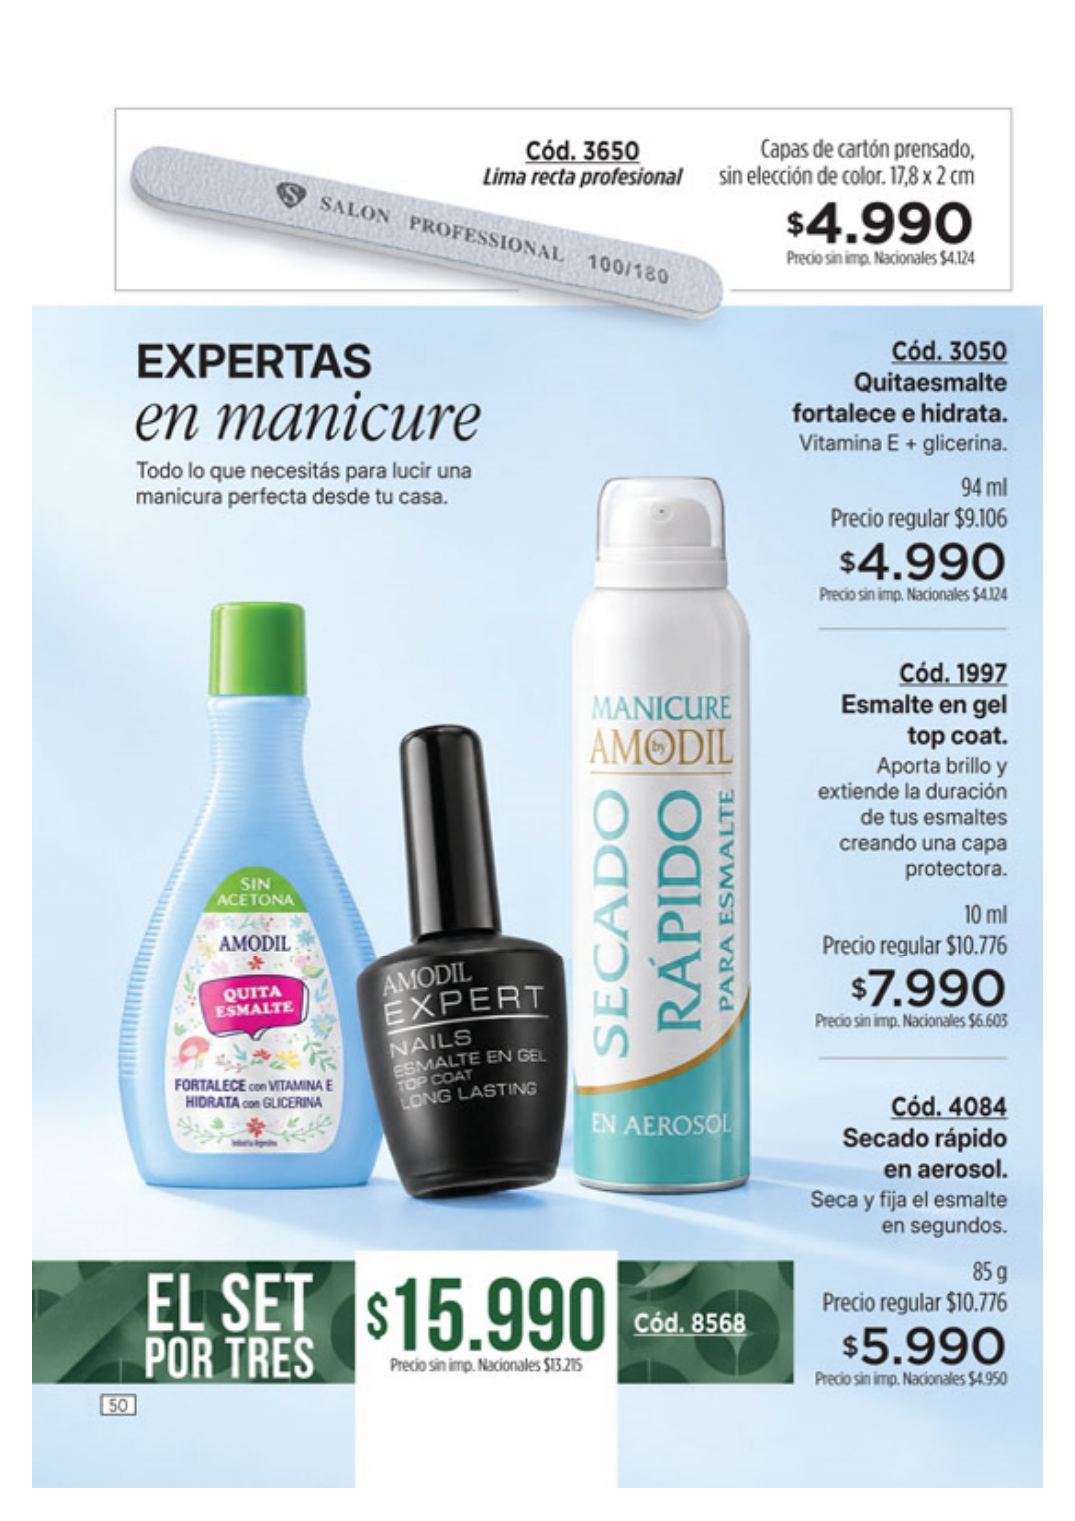 SALON PROFESSIONAL 100/180
Cód. 3650
Lima recta profesional
Capas de cartón prensado,
sin elección de color. 17,8 x 2 cm
$4.990
Precio sin imp. Nacionales $4.124
EXPERTAS
en manicure
Todo lo que necesitás para lucir una
manicura perfecta desde tu casa.
Cód. 3050
Quitaesmalte
fortalece e hidrata.
Vitamina E + glicerina.
94 ml
Precio regular $9.106
$4.990
Precio sin imp. Nacionales $4.124
Cód. 1997
Esmalte en gel
top coat.
Aporta brillo y
extiende la duración
de tus esmaltes
creando una capa
protectora.
10 ml
Precio regular $10.776
$7.990
Precio sin imp. Nacionales $6.603
Cód. 4084
Secado rápido
en aerosol.
Seca y fija el esmalte
en segundos.
85 g
Precio regular $10.776
$5.990
Precio sin imp. Nacionales $4.950
SIN
ACETONA
AMODIL
QUITA
ESMALTE
FORTALECE con VITAMINA E
HIDRATA con GLICERINA
Industria Argentina
AMODIL
EXPERT
NAILS
ESMALTE EN GEL
TOP COAT
LONG LASTING
MANICURE
by
AMODIL
SECADO
RÁPIDO
PARA ESMALTE
EN AEROSOL
EL SET
POR TRES
$15.990
Precio sin imp. Nacionales $13.215
Cód. 8568
50